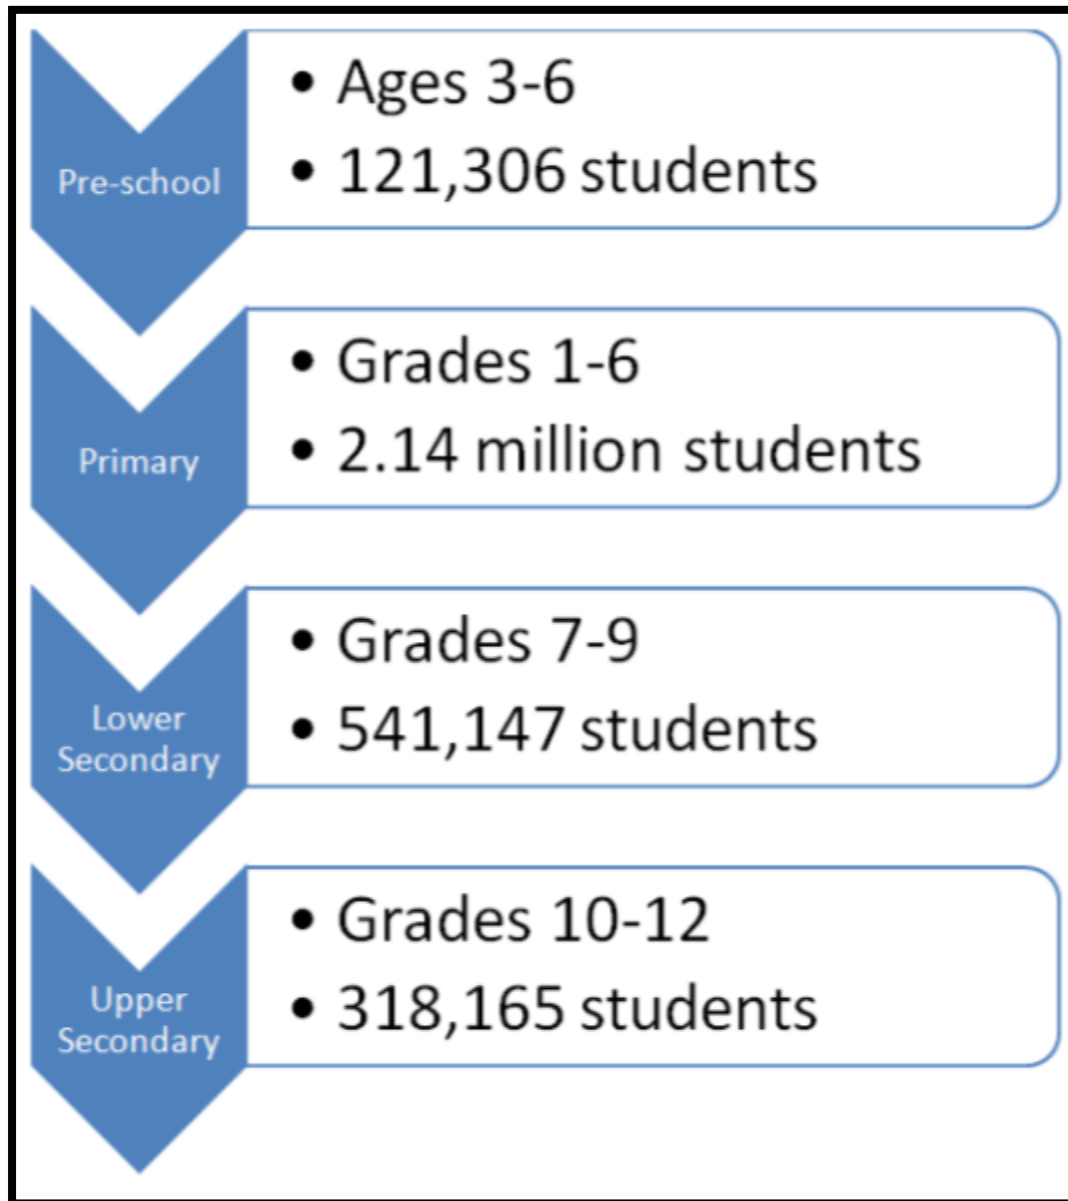 Pre-school
• Ages 3-6
• 121,306 students
Primary
• Grades 1-6
• 2.14 million students
Lower
Secondary
• Grades 7-9
• 541,147 students
Upper
Secondary
• Grades 10-12
• 318,165 students